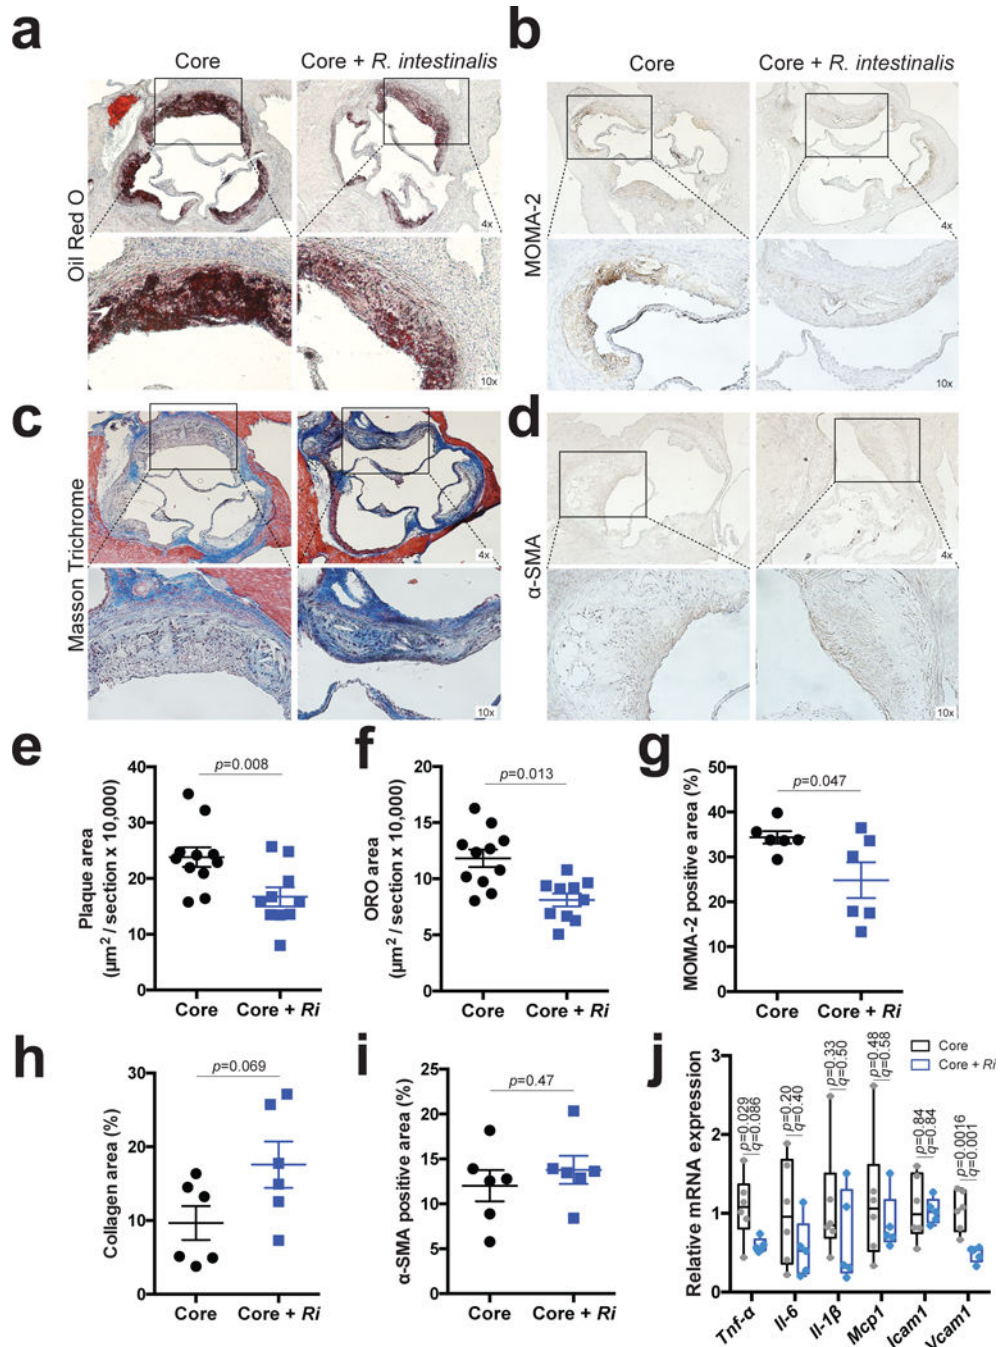 a
Core
Core + R. intestinalis
Oil Red O
4x
10x
b
Core
Core + R. intestinalis
MOMA-2
4x
10x
c
Masson Trichrome
4x
10x
d
α-SMA
4x
10x
e
p=0.008
Plaque area
(µm² / section x 10,000)
40
30
20
10
0
Core
Core + Ri
f
p=0.013
ORO area
(µm² / section x 10,000)
20
15
10
5
0
Core
Core + Ri
g
p=0.047
MOMA-2 positive area (%)
50
40
30
20
10
0
Core
Core + Ri
h
p=0.069
Collagen area (%)
30
20
10
0
Core
Core + Ri
i
p=0.47
α-SMA positive area (%)
25
20
15
10
5
0
Core
Core + Ri
j
Core
Core + Ri
Relative mRNA expression
3
2
1
0
p=0.029
q=0.086
p=0.20
q=0.40
p=0.33
q=0.50
p=0.48
q=0.58
p=0.84
q=0.84
p=0.0016
q=0.001
Tnf-α
Il-6
Il-1β
Mcp1
Icam1
Vcam1